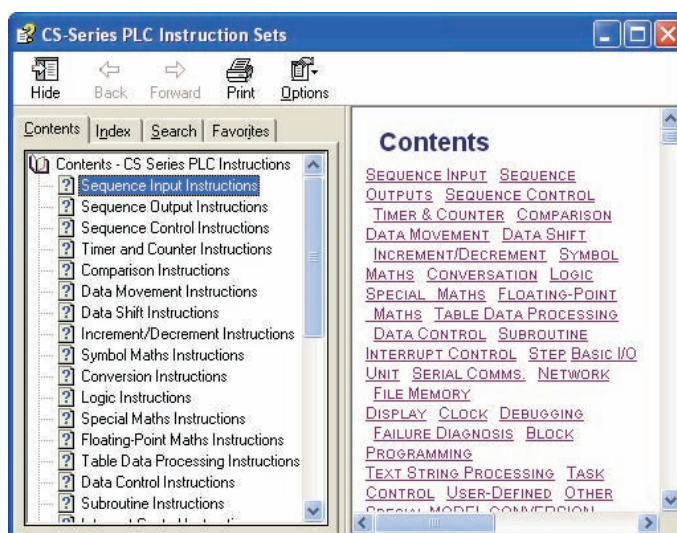 CS-Series PLC Instruction Sets
Hide Back Forward Print Options
Contents Index Search Favorites
Contents - CS Series PLC Instructions
Sequence Input Instructions
Sequence Output Instructions
Sequence Control Instructions
Timer and Counter Instructions
Comparison Instructions
Data Movement Instructions
Data Shift Instructions
Increment/Decrement Instructions
Symbol Maths Instructions
Conversion Instructions
Logic Instructions
Special Maths Instructions
Floating-Point Maths Instructions
Table Data Processing Instructions
Data Control Instructions
Subroutine Instructions
Contents
SEQUENCE INPUT SEQUENCE
OUTPUTS SEQUENCE CONTROL
TIMER & COUNTER COMPARISON
DATA MOVEMENT DATA SHIFT
INCREMENT/DECREMENT SYMBOL
MATHS CONVERSATION LOGIC
SPECIAL MATHS FLOATING-POINT
MATHS TABLE DATA PROCESSING
DATA CONTROL SUBROUTINE
INTERRUPT CONTROL STEP BASIC I/O
UNIT SERIAL COMMS. NETWORK
FILE MEMORY
DISPLAY CLOCK DEBUGGING
FAILURE DIAGNOSIS BLOCK
PROGRAMMING
TEXT STRING PROCESSING TASK
CONTROL USER-DEFINED OTHER
SPECIAL MODEL CONVERSION